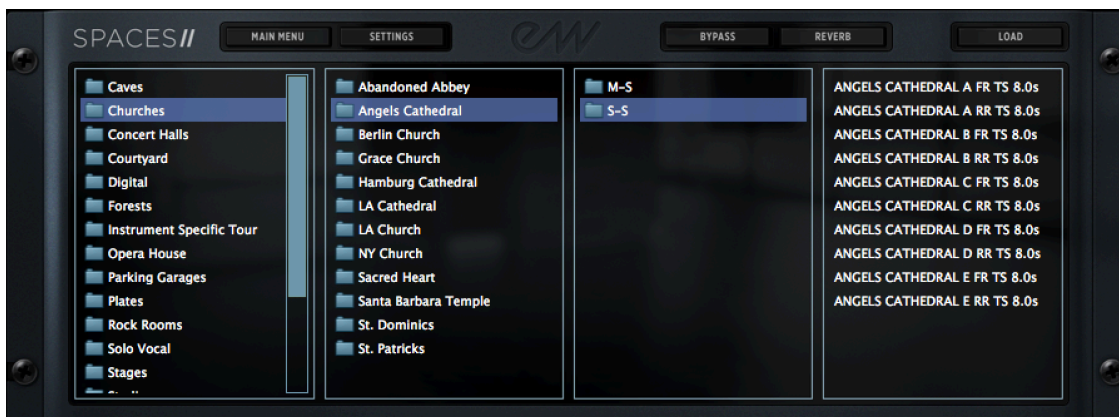 SPACES II
MAIN MENU
SETTINGS
EW
BYPASS
REVERB
LOAD
Caves
Churches
Concert Halls
Courtyard
Digital
Forests
Instrument Specific Tour
Opera House
Parking Garages
Plates
Rock Rooms
Solo Vocal
Stages
Abandoned Abbey
Angels Cathedral
Berlin Church
Grace Church
Hamburg Cathedral
LA Cathedral
LA Church
NY Church
Sacred Heart
Santa Barbara Temple
St. Dominics
St. Patricks
M-S
S-S
ANGELS CATHEDRAL A FR TS 8.0s
ANGELS CATHEDRAL A RR TS 8.0s
ANGELS CATHEDRAL B FR TS 8.0s
ANGELS CATHEDRAL B RR TS 8.0s
ANGELS CATHEDRAL C FR TS 8.0s
ANGELS CATHEDRAL C RR TS 8.0s
ANGELS CATHEDRAL D FR TS 8.0s
ANGELS CATHEDRAL D RR TS 8.0s
ANGELS CATHEDRAL E FR TS 8.0s
ANGELS CATHEDRAL E RR TS 8.0s